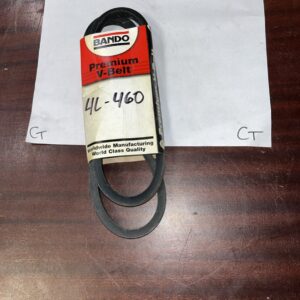 BANDO
Premium
V-Belt
4L-460
Worldwide Manufacturing
World Class Quality
CT
CT